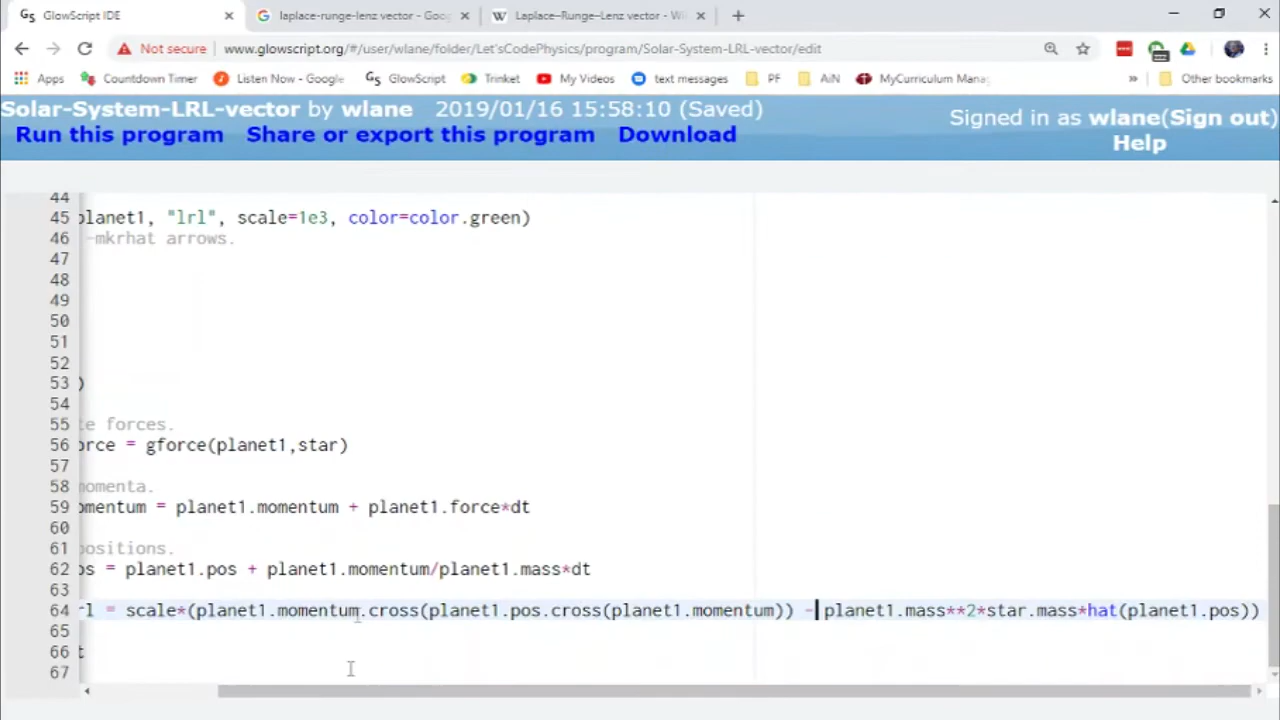 GlowScript IDE
laplace-runge-lenz vector - Goo
Laplace–Runge–Lenz vector - Wi
Not secure
www.glowscript.org/#/user/wlane/folder/Let'sCodePhysics/program/Solar-System-LRL-vector/edit
Apps
Countdown Timer
Listen Now - Google
GlowScript
Trinket
My Videos
text messages
PF
AiN
MyCurriculum Mana
Other bookmarks
Solar-System-LRL-vector by wlane 2019/01/16 15:58:10 (Saved)
Signed in as wlane(Sign out)
Run this program Share or export this program Download
Help
44
45 planet1, "lrl", scale=1e3, color=color.green)
46 -mkrhat arrows.
47
48
49
50
51
52
53 )
54
55 te forces.
56 orce = gforce(planet1,star)
57
58 momenta.
59 omentum = planet1.momentum + planet1.force*dt
60
61 positions.
62 os = planet1.pos + planet1.momentum/planet1.mass*dt
63
64 rl = scale*(planet1.momentum.cross(planet1.pos.cross(planet1.momentum)) - planet1.mass**2*star.mass*hat(planet1.pos))
65
66 t
67